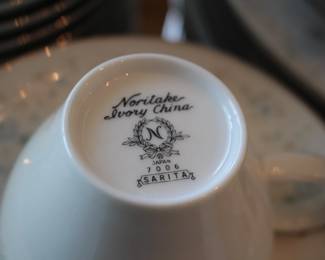 Noritake
Ivory China
N
JAPAN
7006
SARITA